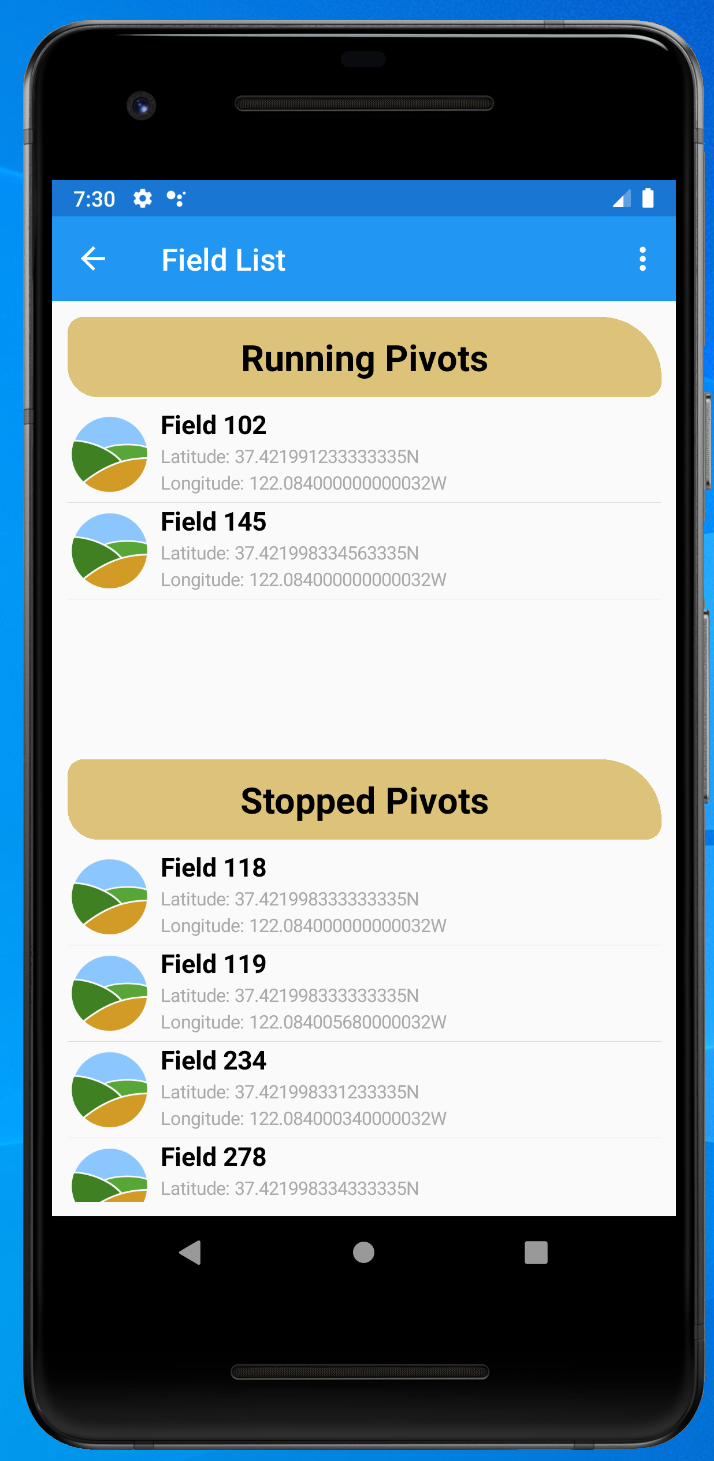 7:30
Field List
Running Pivots
Field 102
Latitude: 37.421991233333335N
Longitude: 122.084000000000032W
Field 145
Latitude: 37.421998334563335N
Longitude: 122.084000000000032W
Stopped Pivots
Field 118
Latitude: 37.421998333333335N
Longitude: 122.084000000000032W
Field 119
Latitude: 37.421998333333335N
Longitude: 122.084005680000032W
Field 234
Latitude: 37.421998331233335N
Longitude: 122.084000340000032W
Field 278
Latitude: 37.421998334333335N